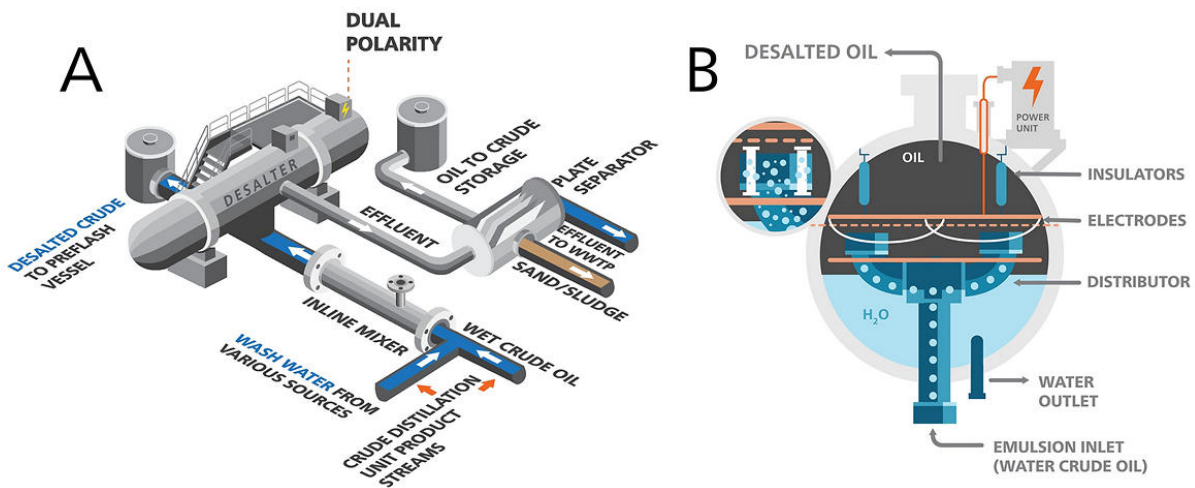 A
DUAL
POLARITY
DESALTER
DESALTED CRUDE
TO PREFLASH
VESSEL
OIL TO CRUDE
STORAGE
PLATE
SEPARATOR
EFFLUENT
EFFLUENT
TO WWTP
SAND/SLUDGE
INLINE MIXER
WET CRUDE OIL
WASH WATER FROM
VARIOUS SOURCES
CRUDE DISTILLATION
UNIT PRODUCT
STREAMS
B
DESALTED OIL
POWER
UNIT
OIL
INSULATORS
ELECTRODES
DISTRIBUTOR
H₂O
WATER
OUTLET
EMULSION INLET
(WATER CRUDE OIL)